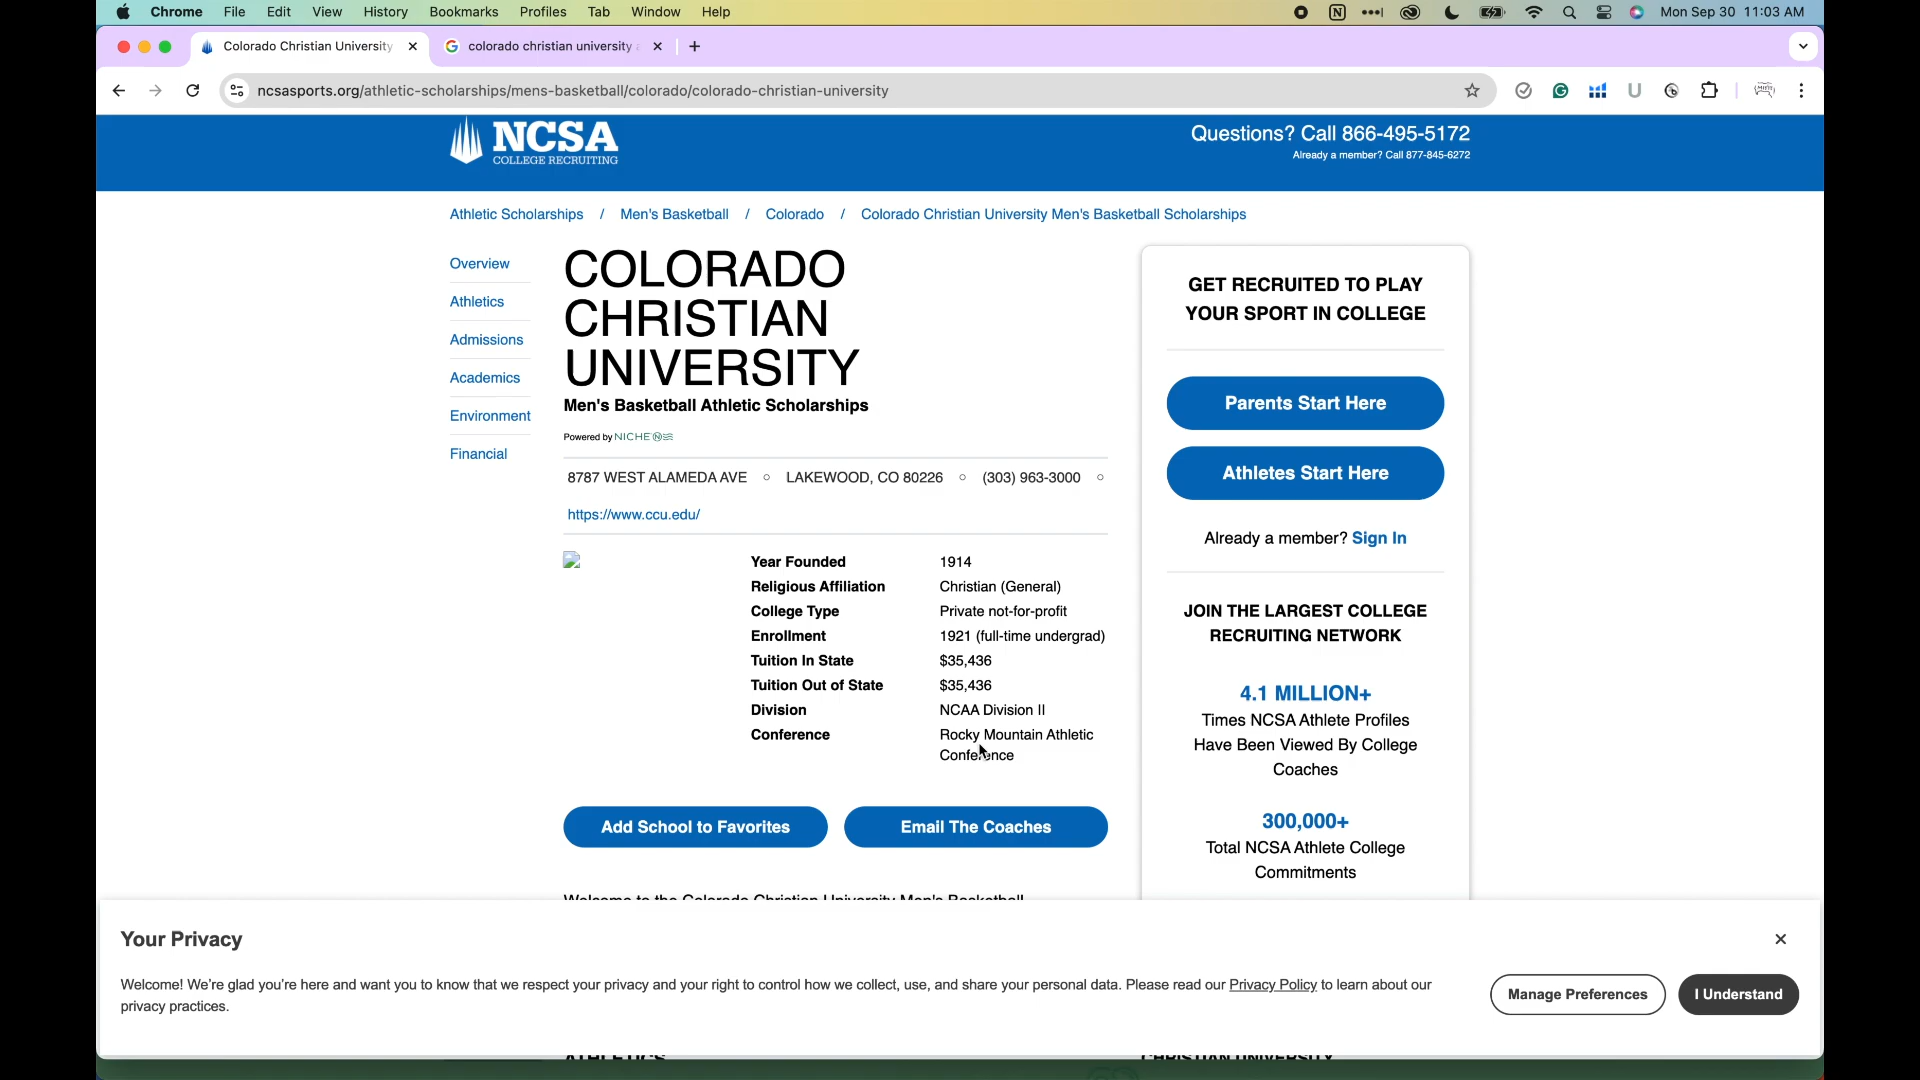 Chrome File Edit View History Bookmarks Profiles Tab Window Help Mon Sep 30 11:03 AM
Colorado Christian University colorado christian university
ncsasports.org/athletic-scholarships/mens-basketball/colorado/colorado-christian-university
NCSA
COLLEGE RECRUITING
Questions? Call 866-495-5172
Already a member? Call 877-845-6272
Athletic Scholarships / Men's Basketball / Colorado / Colorado Christian University Men's Basketball Scholarships
Overview
Athletics
Admissions
Academics
Environment
Financial
COLORADO
CHRISTIAN
UNIVERSITY
Men's Basketball Athletic Scholarships
Powered by NICHE
8787 WEST ALAMEDA AVE LAKEWOOD, CO 80226 (303) 963-3000
https://www.ccu.edu/
Year Founded 1914
Religious Affiliation Christian (General)
College Type Private not-for-profit
Enrollment 1921 (full-time undergrad)
Tuition In State $35,436
Tuition Out of State $35,436
Division NCAA Division II
Conference Rocky Mountain Athletic
Conference
Add School to Favorites Email The Coaches
Welcome to the Colorado Christian University Men's Basketball
GET RECRUITED TO PLAY
YOUR SPORT IN COLLEGE
Parents Start Here
Athletes Start Here
Already a member? Sign In
JOIN THE LARGEST COLLEGE
RECRUITING NETWORK
4.1 MILLION+
Times NCSA Athlete Profiles
Have Been Viewed By College
Coaches
300,000+
Total NCSA Athlete College
Commitments
Your Privacy
Welcome! We're glad you're here and want you to know that we respect your privacy and your right to control how we collect, use, and share your personal data. Please read our Privacy Policy to learn about our
privacy practices.
Manage Preferences I Understand
ATHLETICS CHRISTIAN UNIVERSITY